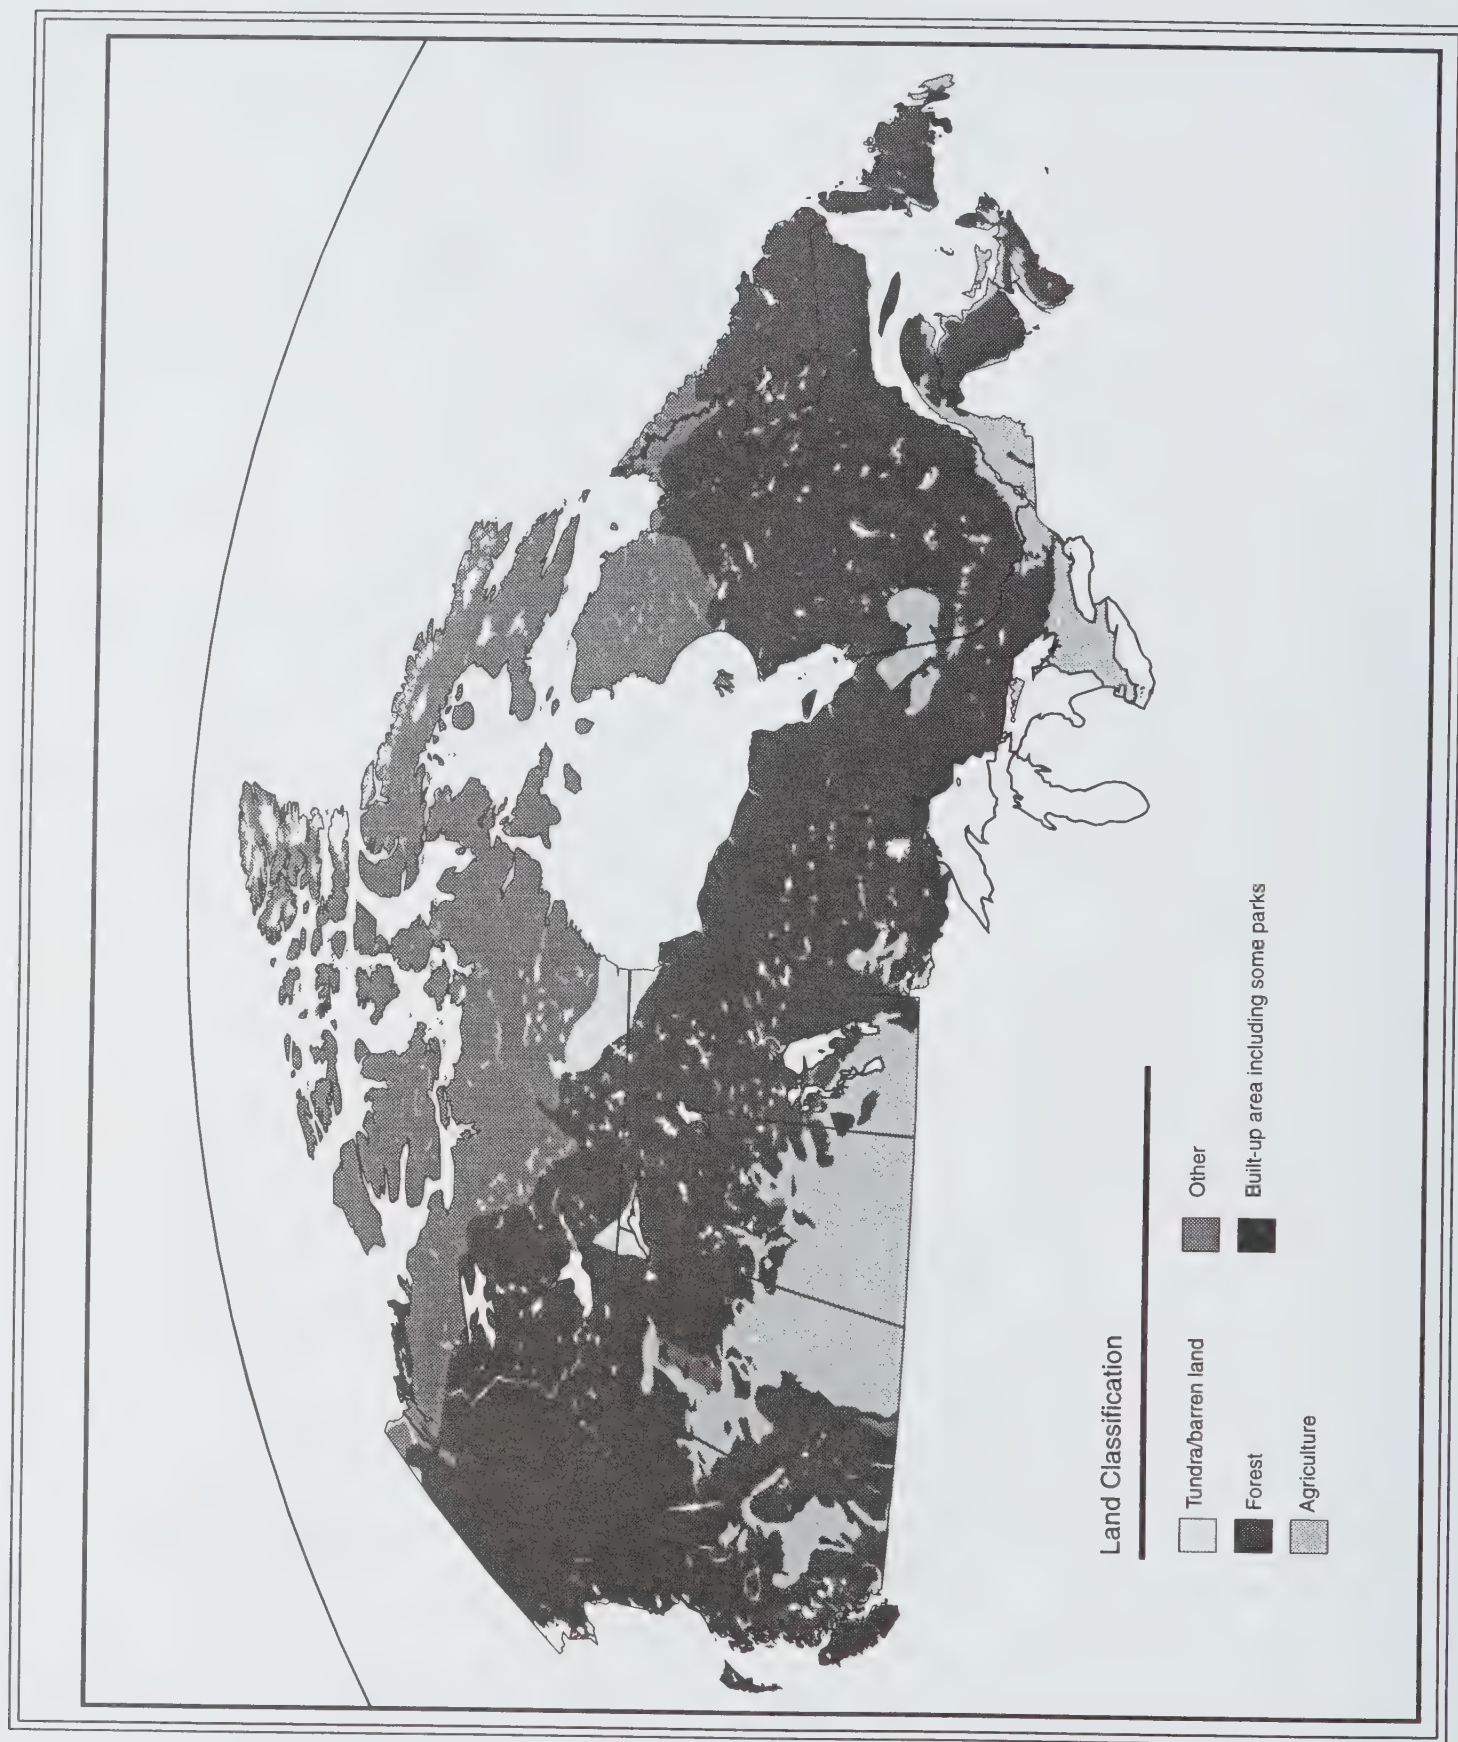 Land Classification
Tundra/barren land
Forest
Agriculture
Other
Built-up area including some parks